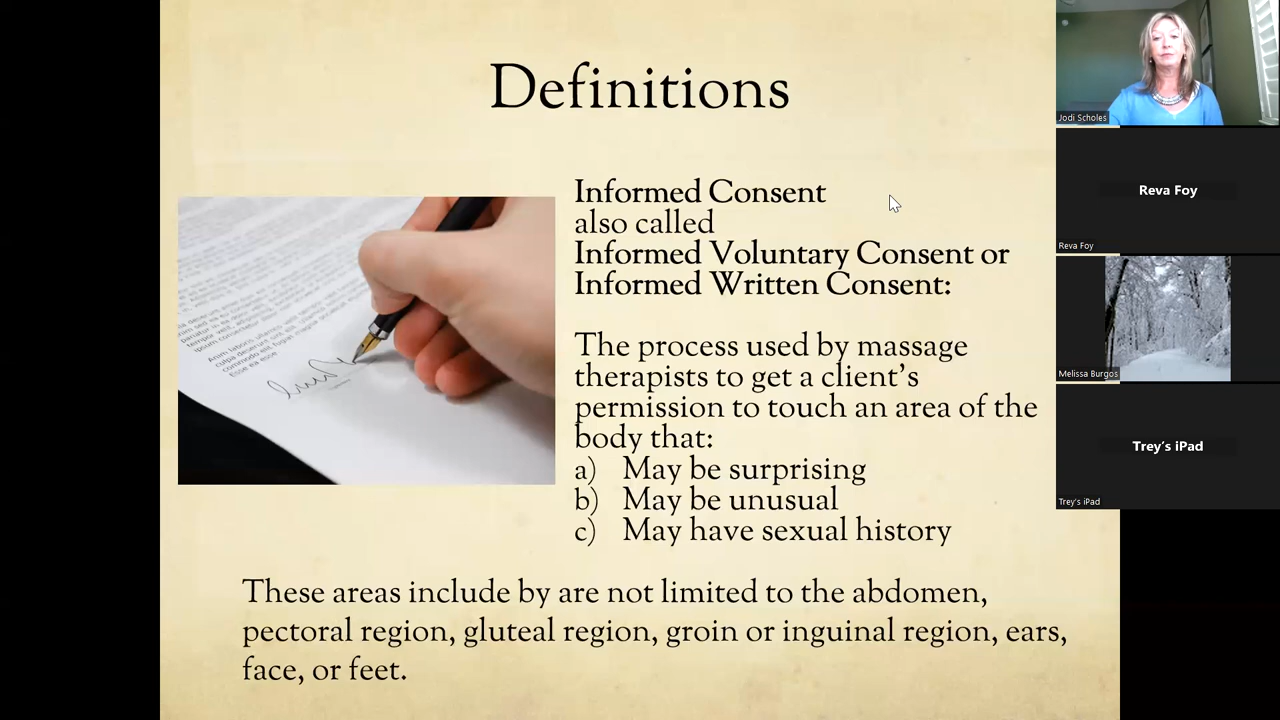 Definitions
Informed Consent
also called
Informed Voluntary Consent or
Informed Written Consent:
The process used by massage
therapists to get a client's
permission to touch an area of the
body that:
a) May be surprising
b) May be unusual
c) May have sexual history
These areas include by are not limited to the abdomen,
pectoral region, gluteal region, groin or inguinal region, ears,
face, or feet.
Jodi Scholes
Reva Foy
Reva Foy
Melissa Burgos
Trey's iPad
Trey's iPad